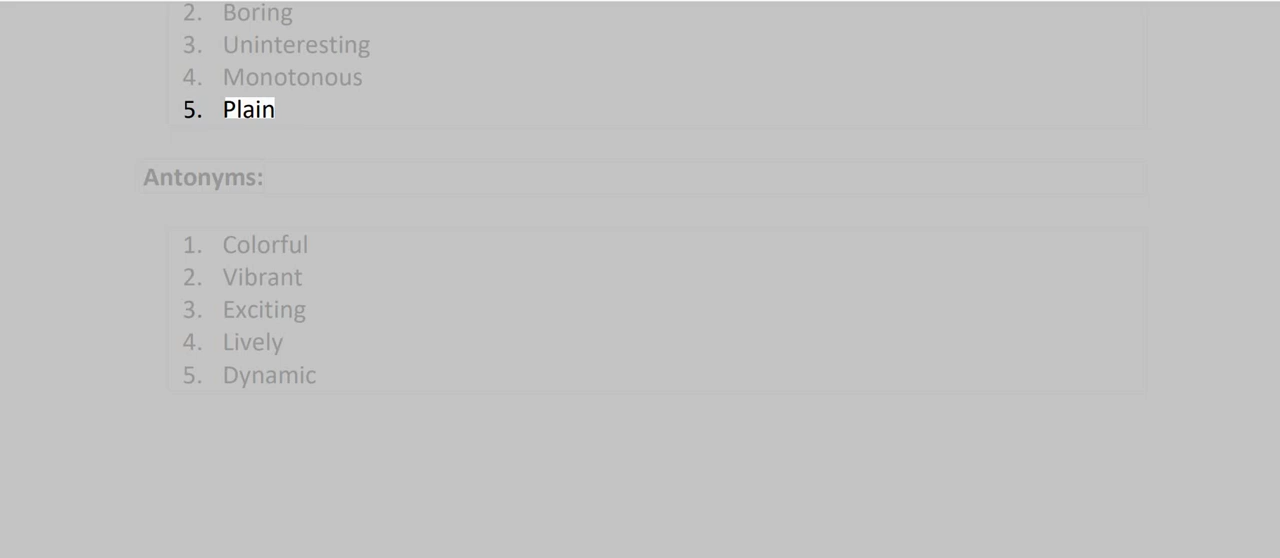 2. Boring
3. Uninteresting
4. Monotonous
5. Plain
Antonyms:
1. Colorful
2. Vibrant
3. Exciting
4. Lively
5. Dynamic